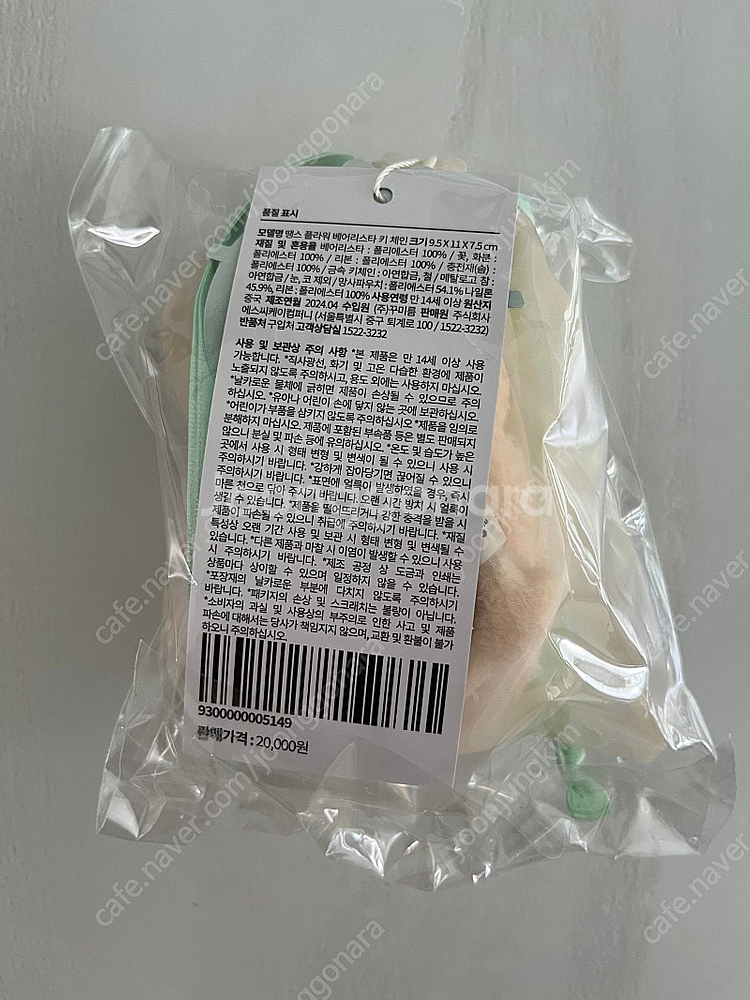 품질 표시
모델명 땡스 플라워 베어리스타 키 체인 크기 9.5 X 11 X 7.5 cm
재질 및 혼용율 베어리스타 : 폴리에스터 100% / 꽃, 화분 :
폴리에스터 100% / 리본 : 폴리에스터 100% / 충전재(솜) :
폴리에스터 100% / 금속 키체인 : 아연합금, 철 / 메탈로고 참 :
아연합금 / 눈, 코 제외 / 망사파우치 : 폴리에스터 54.1% 나일론
45.9%, 리본 : 폴리에스터 100% 사용연령 만 14세 이상 원산지
중국 제조연월 2024.04 수입원 (주)꾸미름 판매원 주식회사
에스씨케이컴퍼니 (서울특별시 중구 퇴계로 100 / 1522-3232)
반품처 구입처 고객상담실 1522-3232
사용 및 보관상 주의 사항 *본 제품은 만 14세 이상 사용
가능합니다. *직사광선, 화기 및 고온 다습한 환경에 제품이
노출되지 않도록 주의하시고, 용도 외에는 사용하지 마십시오.
*날카로운 물체에 긁히면 제품이 손상될 수 있으므로 주의
하십시오. *유아나 어린이 손에 닿지 않는 곳에 보관하십시오.
*어린이가 부품을 삼키지 않도록 주의하십시오 *제품을 임의로
분해하지 마십시오. 제품에 포함된 부속품 등은 별도 판매되지
않으니 분실 및 파손 등에 유의하십시오. *온도 및 습도가 높은
곳에서 사용 시 형태 변형 및 변색이 될 수 있으니 사용 시
주의하시기 바랍니다. *강하게 잡아당기면 끊어질 수 있으니
주의하시기 바랍니다. *표면에 얼룩이 발생하였을 경우, 즉시
마른 천으로 닦아 주시기 바랍니다. 오랜 시간 방치 시 얼룩이
생길 수 있습니다. *제품을 떨어뜨리거나 강한 충격을 받을 시
제품이 파손될 수 있으니 취급에 주의하시기 바랍니다. *재질
특성상 오랜 기간 사용 및 보관 시 형태 변형 및 변색될 수
있습니다. *다른 제품과 마찰 시 이염이 발생할 수 있으니 사용
시 주의하시기 바랍니다. *제조 공정 상 도금과 인쇄는
상품마다 상이할 수 있으며 일정하지 않을 수 있습니다.
*포장재의 날카로운 부분에 다치지 않도록 주의하시기
바랍니다. *패키지의 손상 및 스크래치는 불량이 아닙니다.
*소비자의 과실 및 사용상의 부주의로 인한 사고 및 제품
파손에 대해서는 당사가 책임지지 않으며, 교환 및 환불이 불가
하오니 주의하십시오.
9300000005149
판매가격 : 20,000원
cafe.naver.com/joonggonara
cafe.naver.com/joonggonara
cafe.naver.com/joonggonara